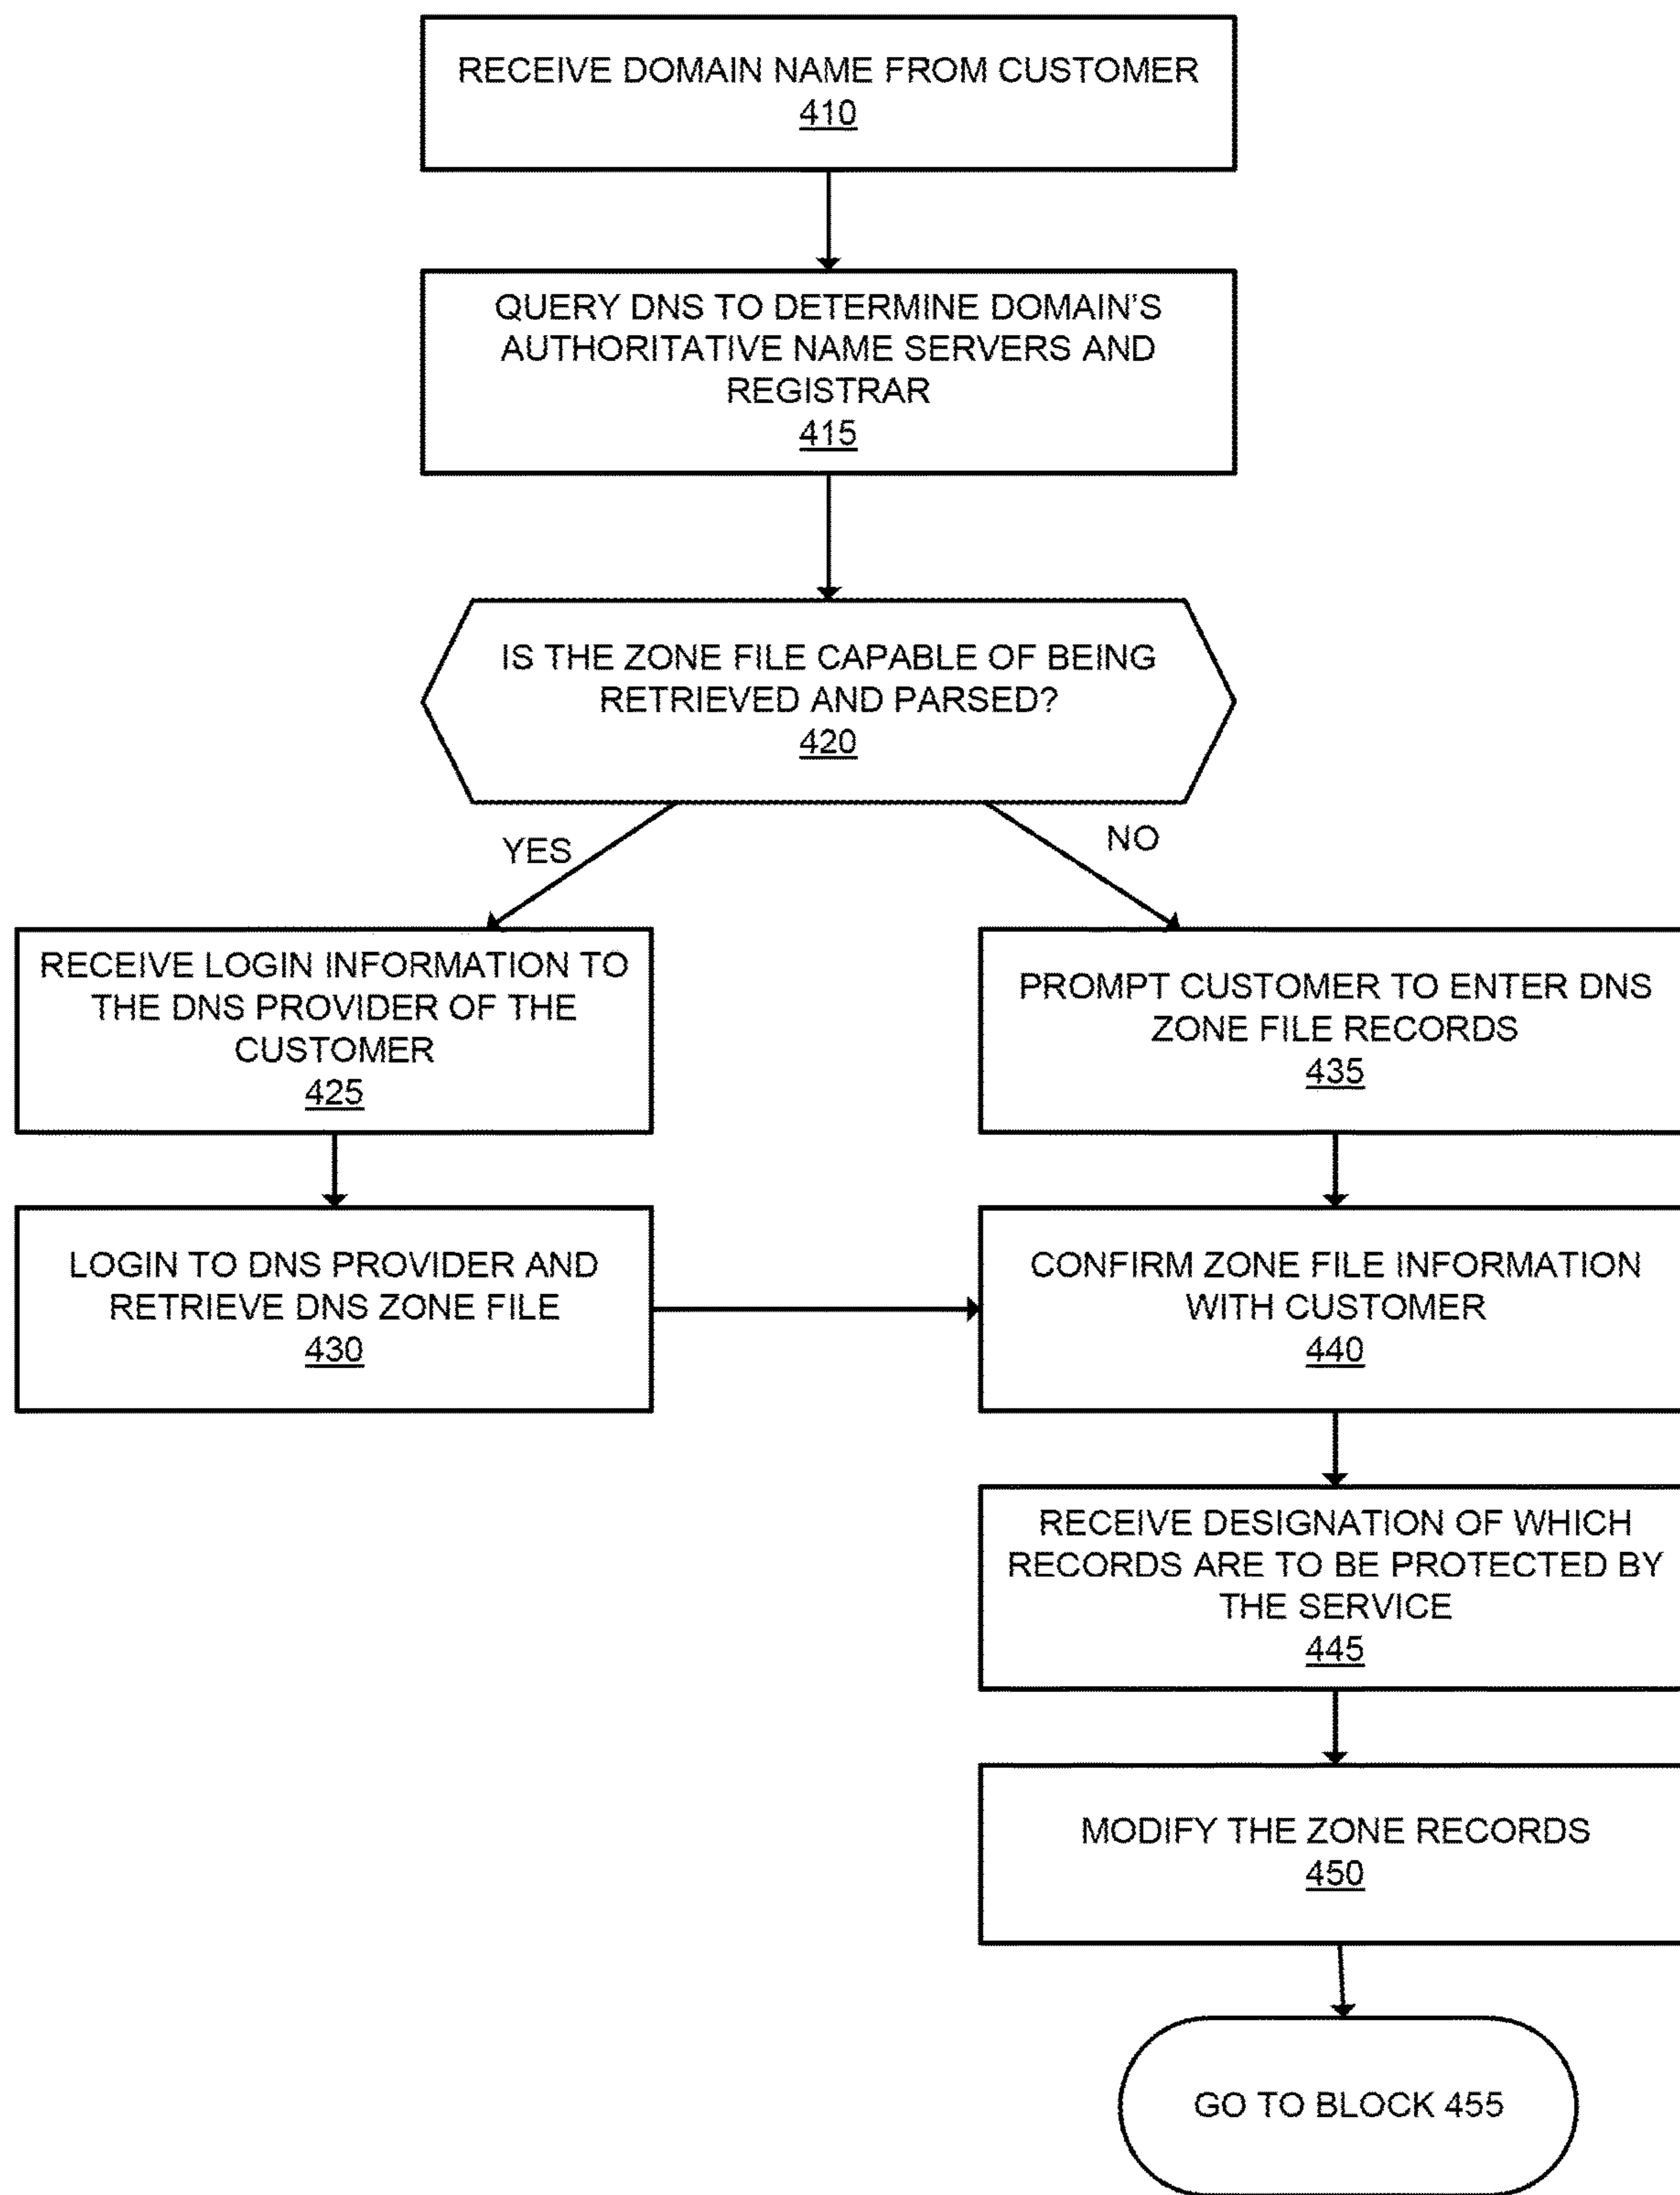 RECEIVE DOMAIN NAME FROM CUSTOMER
410
QUERY DNS TO DETERMINE DOMAIN'S
AUTHORITATIVE NAME SERVERS AND
REGISTRAR
415
IS THE ZONE FILE CAPABLE OF BEING
RETRIEVED AND PARSED?
420
YES
NO
RECEIVE LOGIN INFORMATION TO
THE DNS PROVIDER OF THE
CUSTOMER
425
PROMPT CUSTOMER TO ENTER DNS
ZONE FILE RECORDS
435
LOGIN TO DNS PROVIDER AND
RETRIEVE DNS ZONE FILE
430
CONFIRM ZONE FILE INFORMATION
WITH CUSTOMER
440
RECEIVE DESIGNATION OF WHICH
RECORDS ARE TO BE PROTECTED BY
THE SERVICE
445
MODIFY THE ZONE RECORDS
450
GO TO BLOCK 455